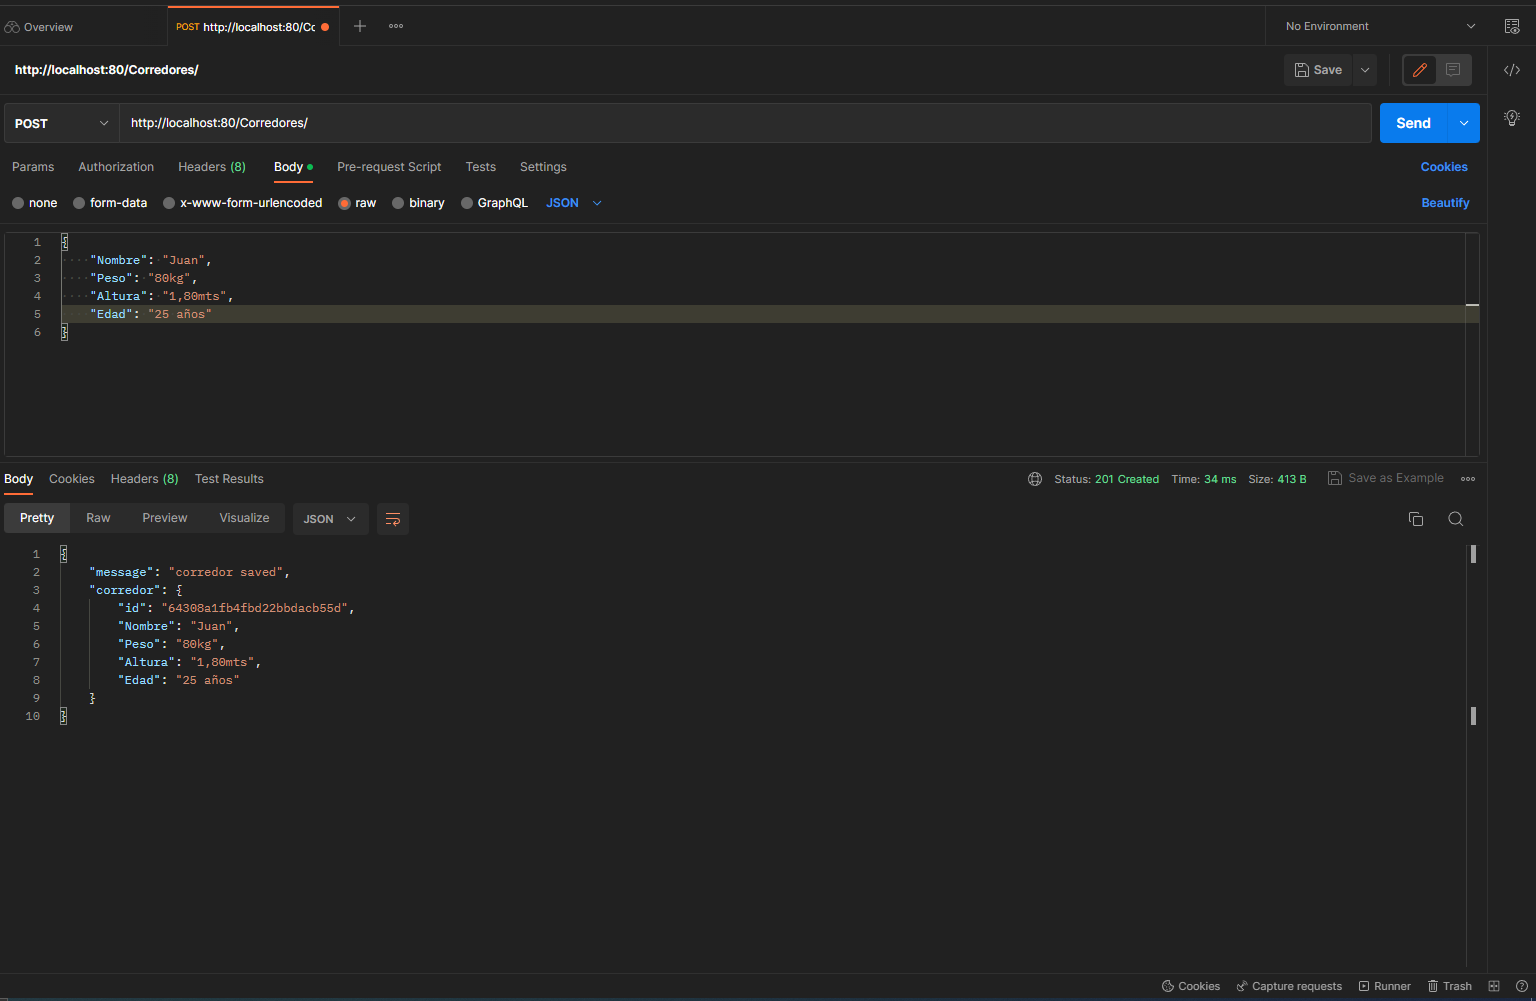 Overview
POST http://localhost:80/Cc
No Environment
http://localhost:80/Corredores/
Save
POST
http://localhost:80/Corredores/
Send
Params Authorization Headers (8) Body Pre-request Script Tests Settings Cookies
none form-data x-www-form-urlencoded raw binary GraphQL JSON Beautify
1 {
2 "Nombre": "Juan",
3 "Peso": "80kg",
4 "Altura": "1,80mts",
5 "Edad": "25 años"
6 }
Body Cookies Headers (8) Test Results Status: 201 Created Time: 34 ms Size: 413 B Save as Example
Pretty Raw Preview Visualize JSON
1 {
2 "message": "corredor saved",
3 "corredor": {
4 "id": "64308a1fb4fbd22bbdacb55d",
5 "Nombre": "Juan",
6 "Peso": "80kg",
7 "Altura": "1,80mts",
8 "Edad": "25 años"
9 }
10 }
Cookies Capture requests Runner Trash